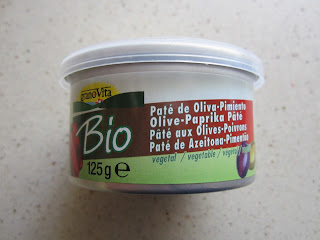 GranoVita
Bio
125g e
Paté de Oliva-Pimiento
Olive-Paprika Pâté
Pâté aux Olives-Poivrons
Paté de Azeitona-Pimentão
vegetal / vegetable /